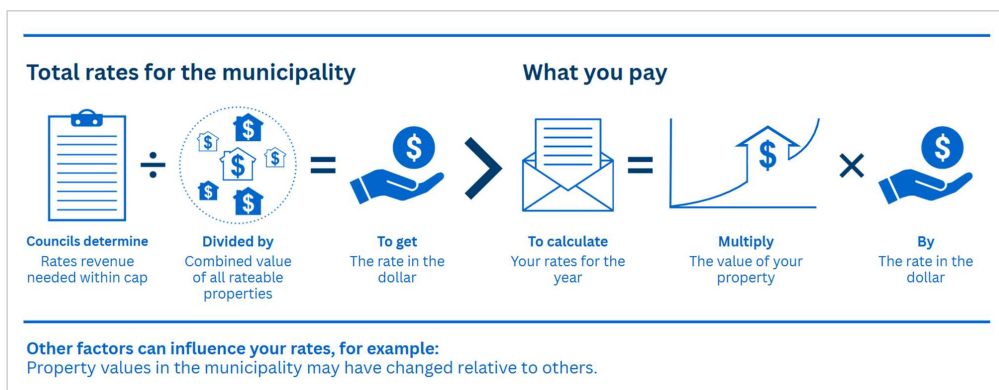 Total rates for the municipality
What you pay
$
$
$
$
$
$
÷
=
$
>
=
$
×
$
Councils determine
Rates revenue
needed within cap
Divided by
Combined value
of all rateable
properties
To get
The rate in the
dollar
To calculate
Your rates for the
year
Multiply
The value of your
property
By
The rate in the
dollar
Other factors can influence your rates, for example:
Property values in the municipality may have changed relative to others.